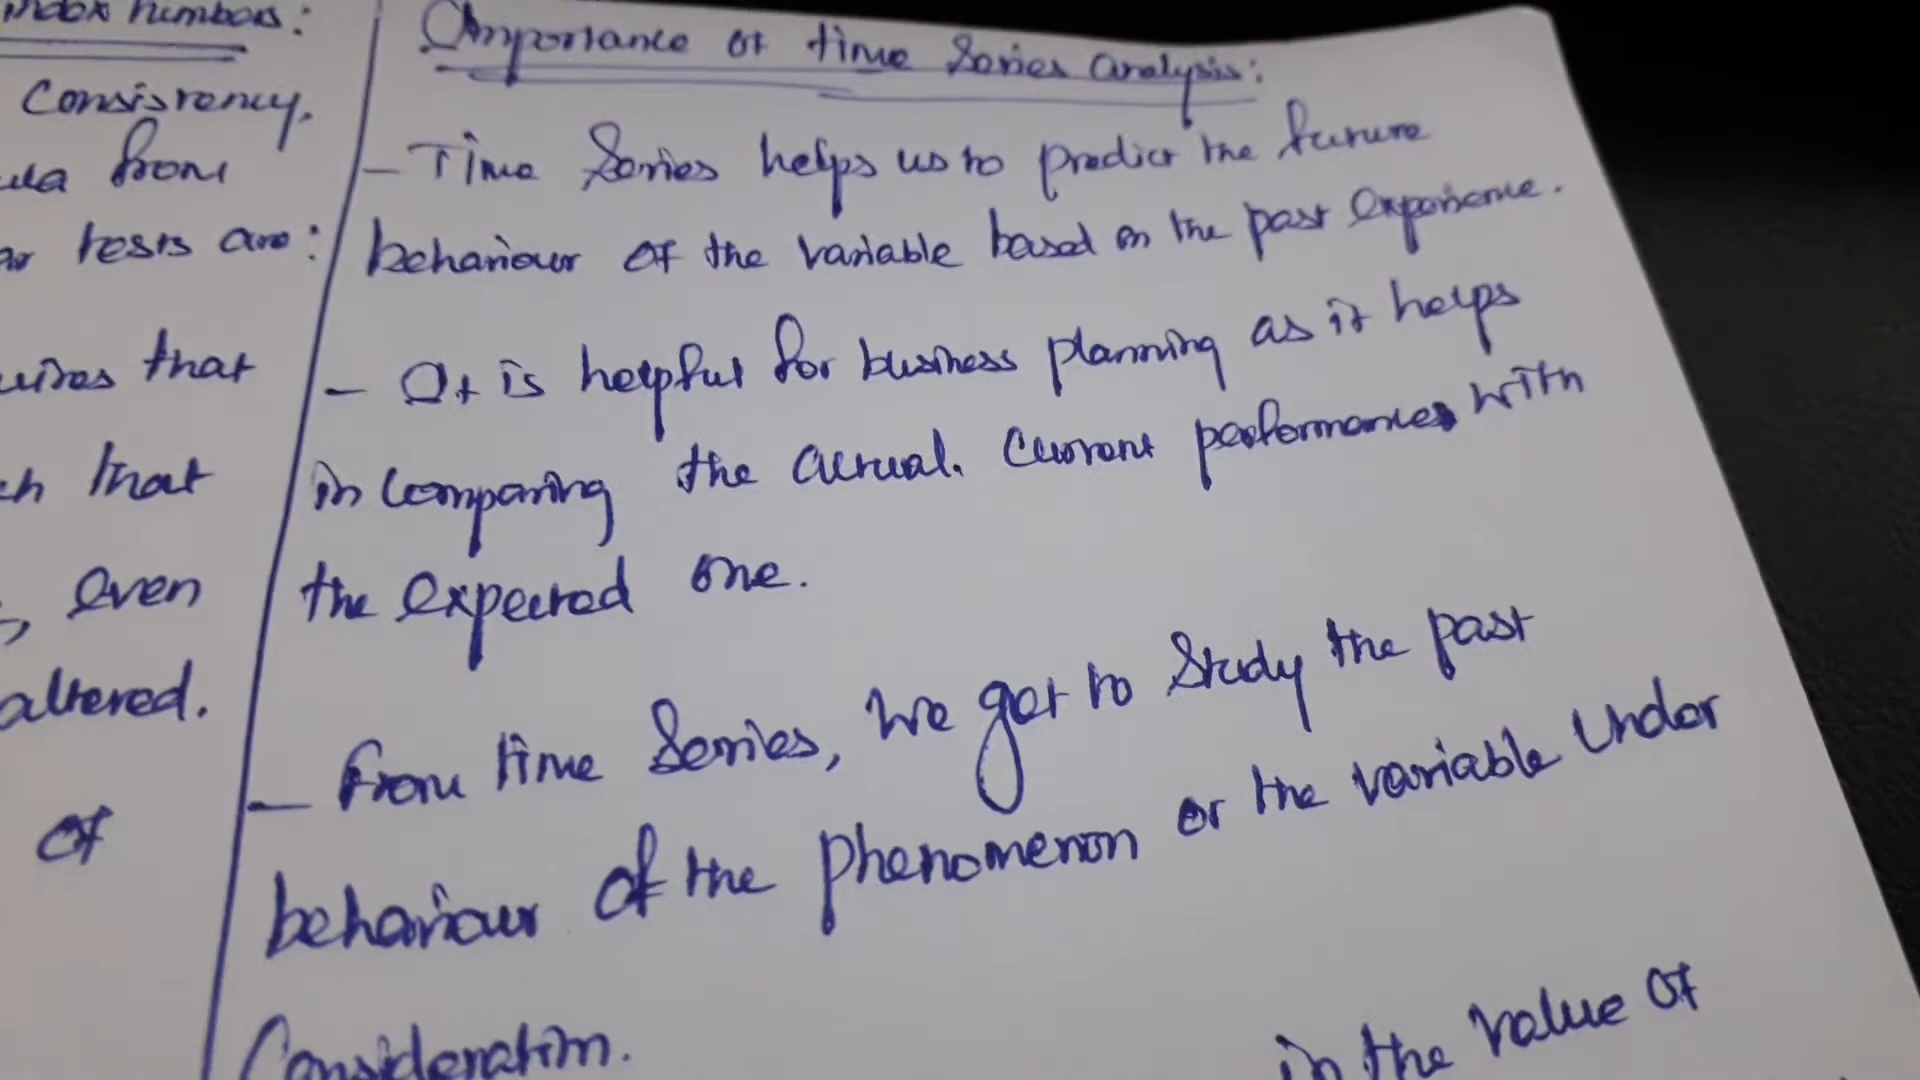 index numbers:
Consistency.
from
tests are:
that
that
even
altered.
of
Importance of time Series analysis:
- Time Series helps us to predict the future
behaviour of the variable based on the past experience.
- It is helpful for business planning as it helps
in comparing the actual. Current performances with
the expected one.
- From time Series, we get to study the past
behaviour of the phenomenon or the variable under
Consideration.
in the value of